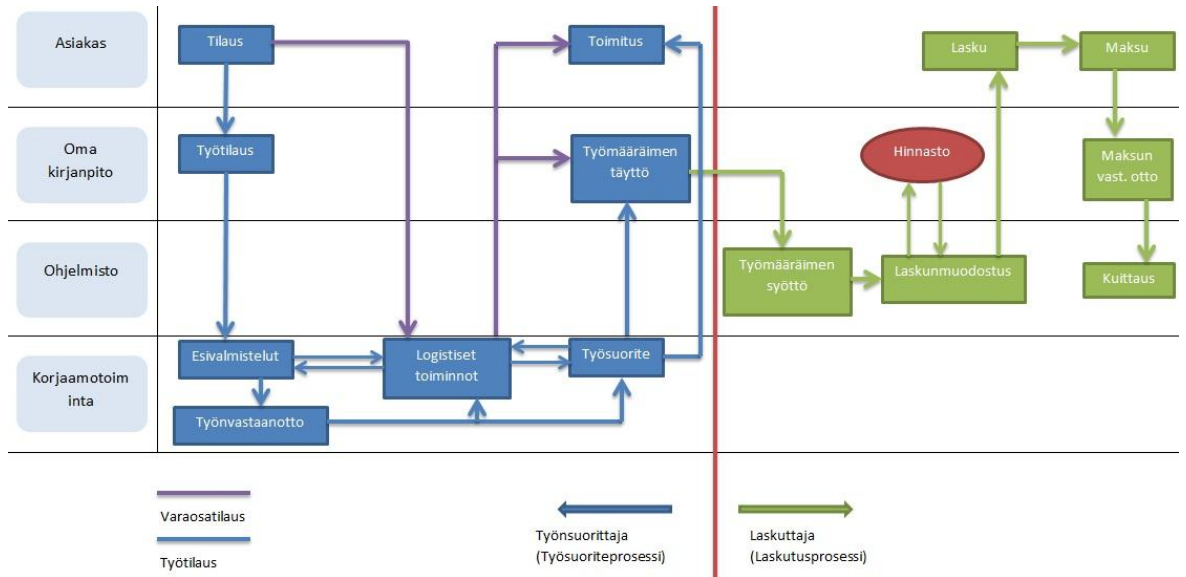 Asiakas
Tilaus
Toimitus
Lasku
Maksu
Oma
kirjanpito
Työtilaus
Työmääräimen
täyttö
Hinnasto
Maksun
vast. otto
Ohjelmisto
Työmääräimen
syöttö
Laskunmuodostus
Kuittaus
Korjaamotoim
inta
Esivalmistelut
Logistiset
toiminnot
Työsuorite
Työnvastaanotto
Varaosatilaus
Työtilaus
Työnsuorittaja
(Työsuoriteprosessi)
Laskuttaja
(Laskutusprosessi)